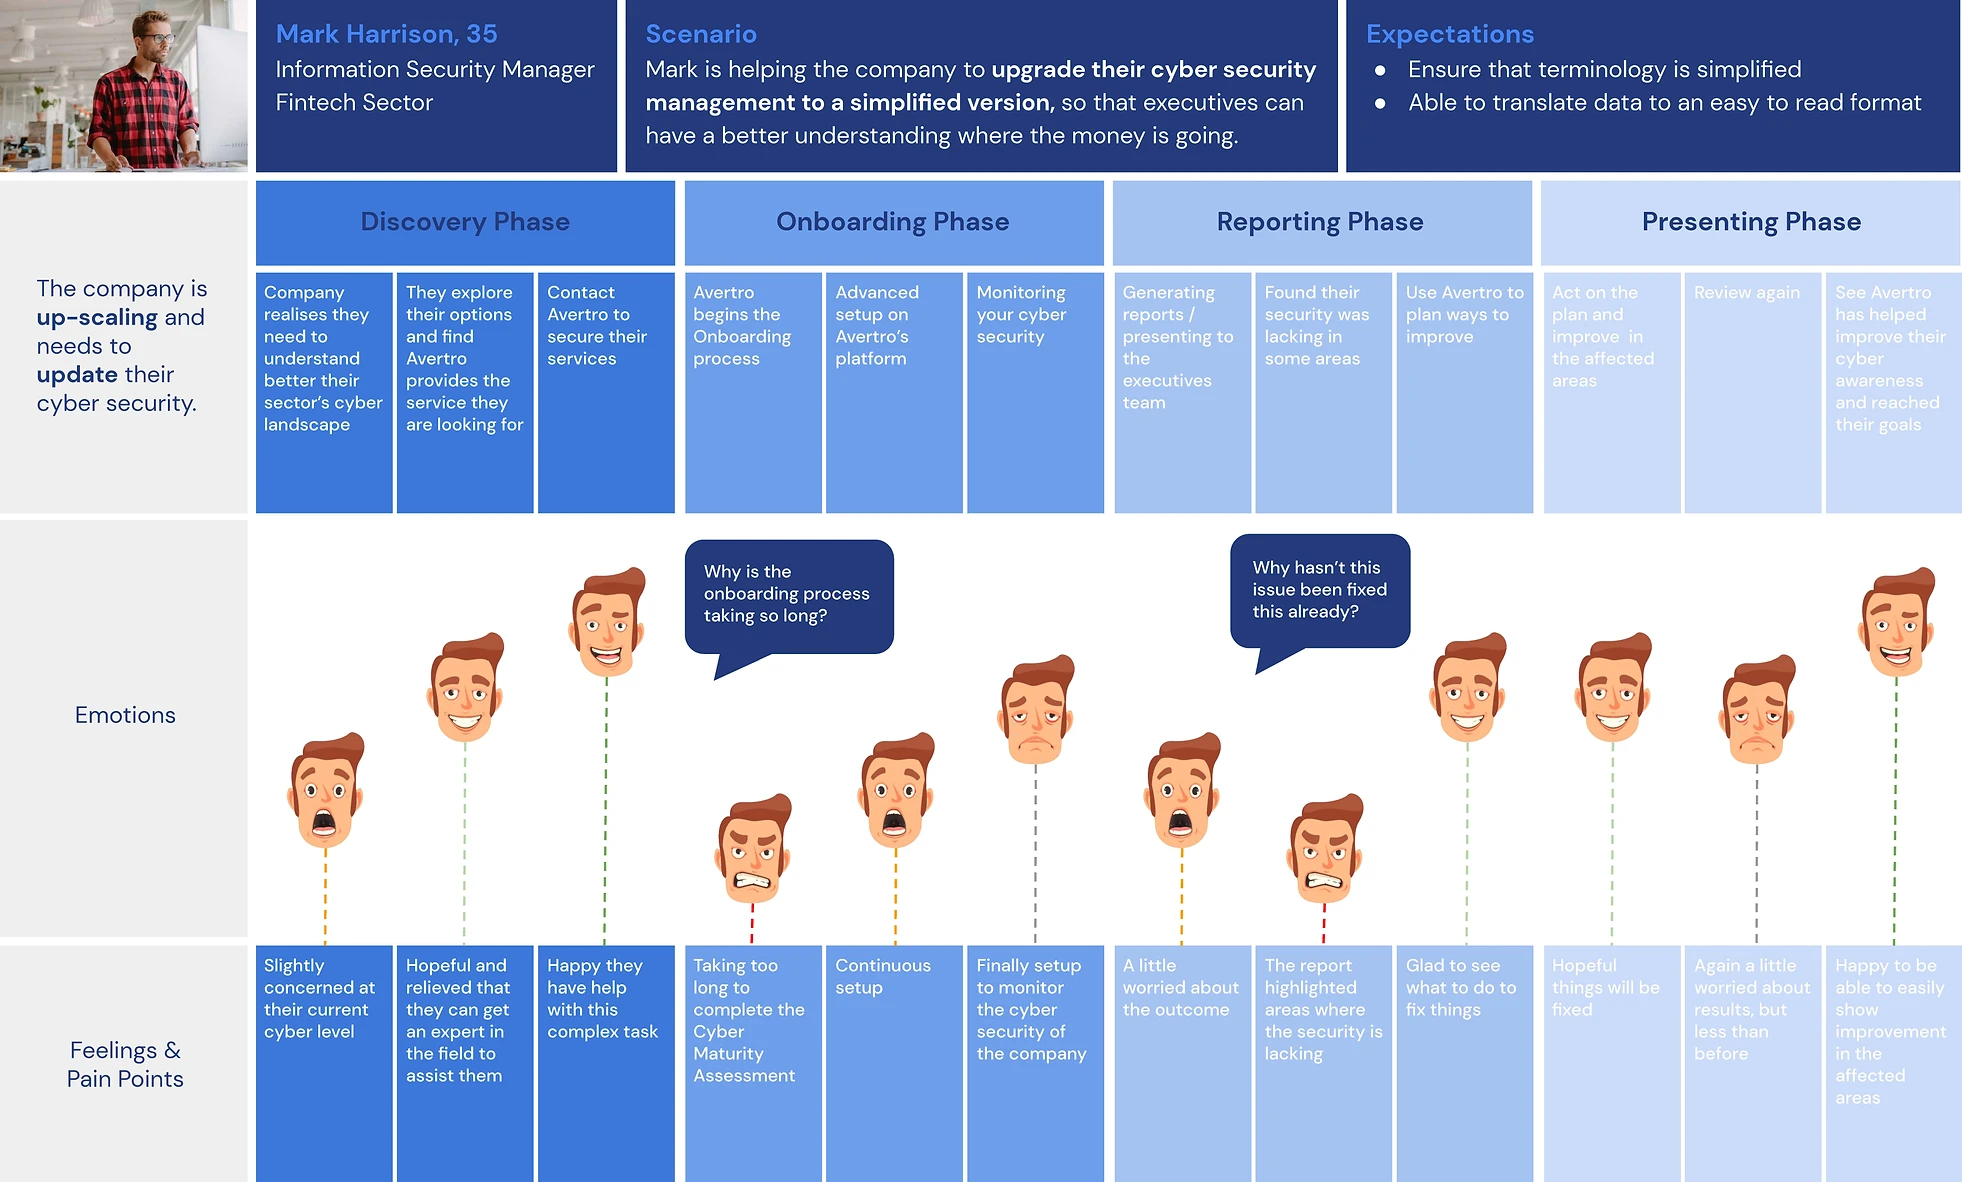 Mark Harrison, 35
Information Security Manager
Fintech Sector
Scenario
Mark is helping the company to upgrade their cyber security
management to a simplified version, so that executives can
have a better understanding where the money is going.
Expectations
● Ensure that terminology is simplified
● Able to translate data to an easy to read format
The company is
up-scaling and
needs to
update their
cyber security.
Discovery Phase
Onboarding Phase
Reporting Phase
Presenting Phase
Company
realises they
need to
understand
better their
sector's cyber
landscape
They explore
their options
and find
Avertro
provides the
service they
are looking for
Contact
Avertro to
secure their
services
Avertro
begins the
Onboarding
process
Advanced
setup on
Avertro's
platform
Monitoring
your cyber
security
Generating
reports /
presenting to
the
executives
team
Found their
security was
lacking in
some areas
Use Avertro to
plan ways to
improve
Act on the
plan and
improve in
the affected
areas
Review again
See Avertro
has helped
improve their
cyber
awareness
and reached
their goals
Emotions
Why is the
onboarding process
taking so long?
Why hasn't this
issue been fixed
this already?
Feelings &
Pain Points
Slightly
concerned at
their current
cyber level
Hopeful and
relieved that
they can get
an expert in
the field to
assist them
Happy they
have help
with this
complex task
Taking too
long to
complete the
Cyber
Maturity
Assessment
Continuous
setup
Finally setup
to monitor
the cyber
security of
the company
A little
worried about
the outcome
The report
highlighted
areas where
the security is
lacking
Glad to see
what to do to
fix things
Hopeful
things will be
fixed
Again a little
worried about
results, but
less than
before
Happy to be
able to easily
show
improvement
in the
affected
areas